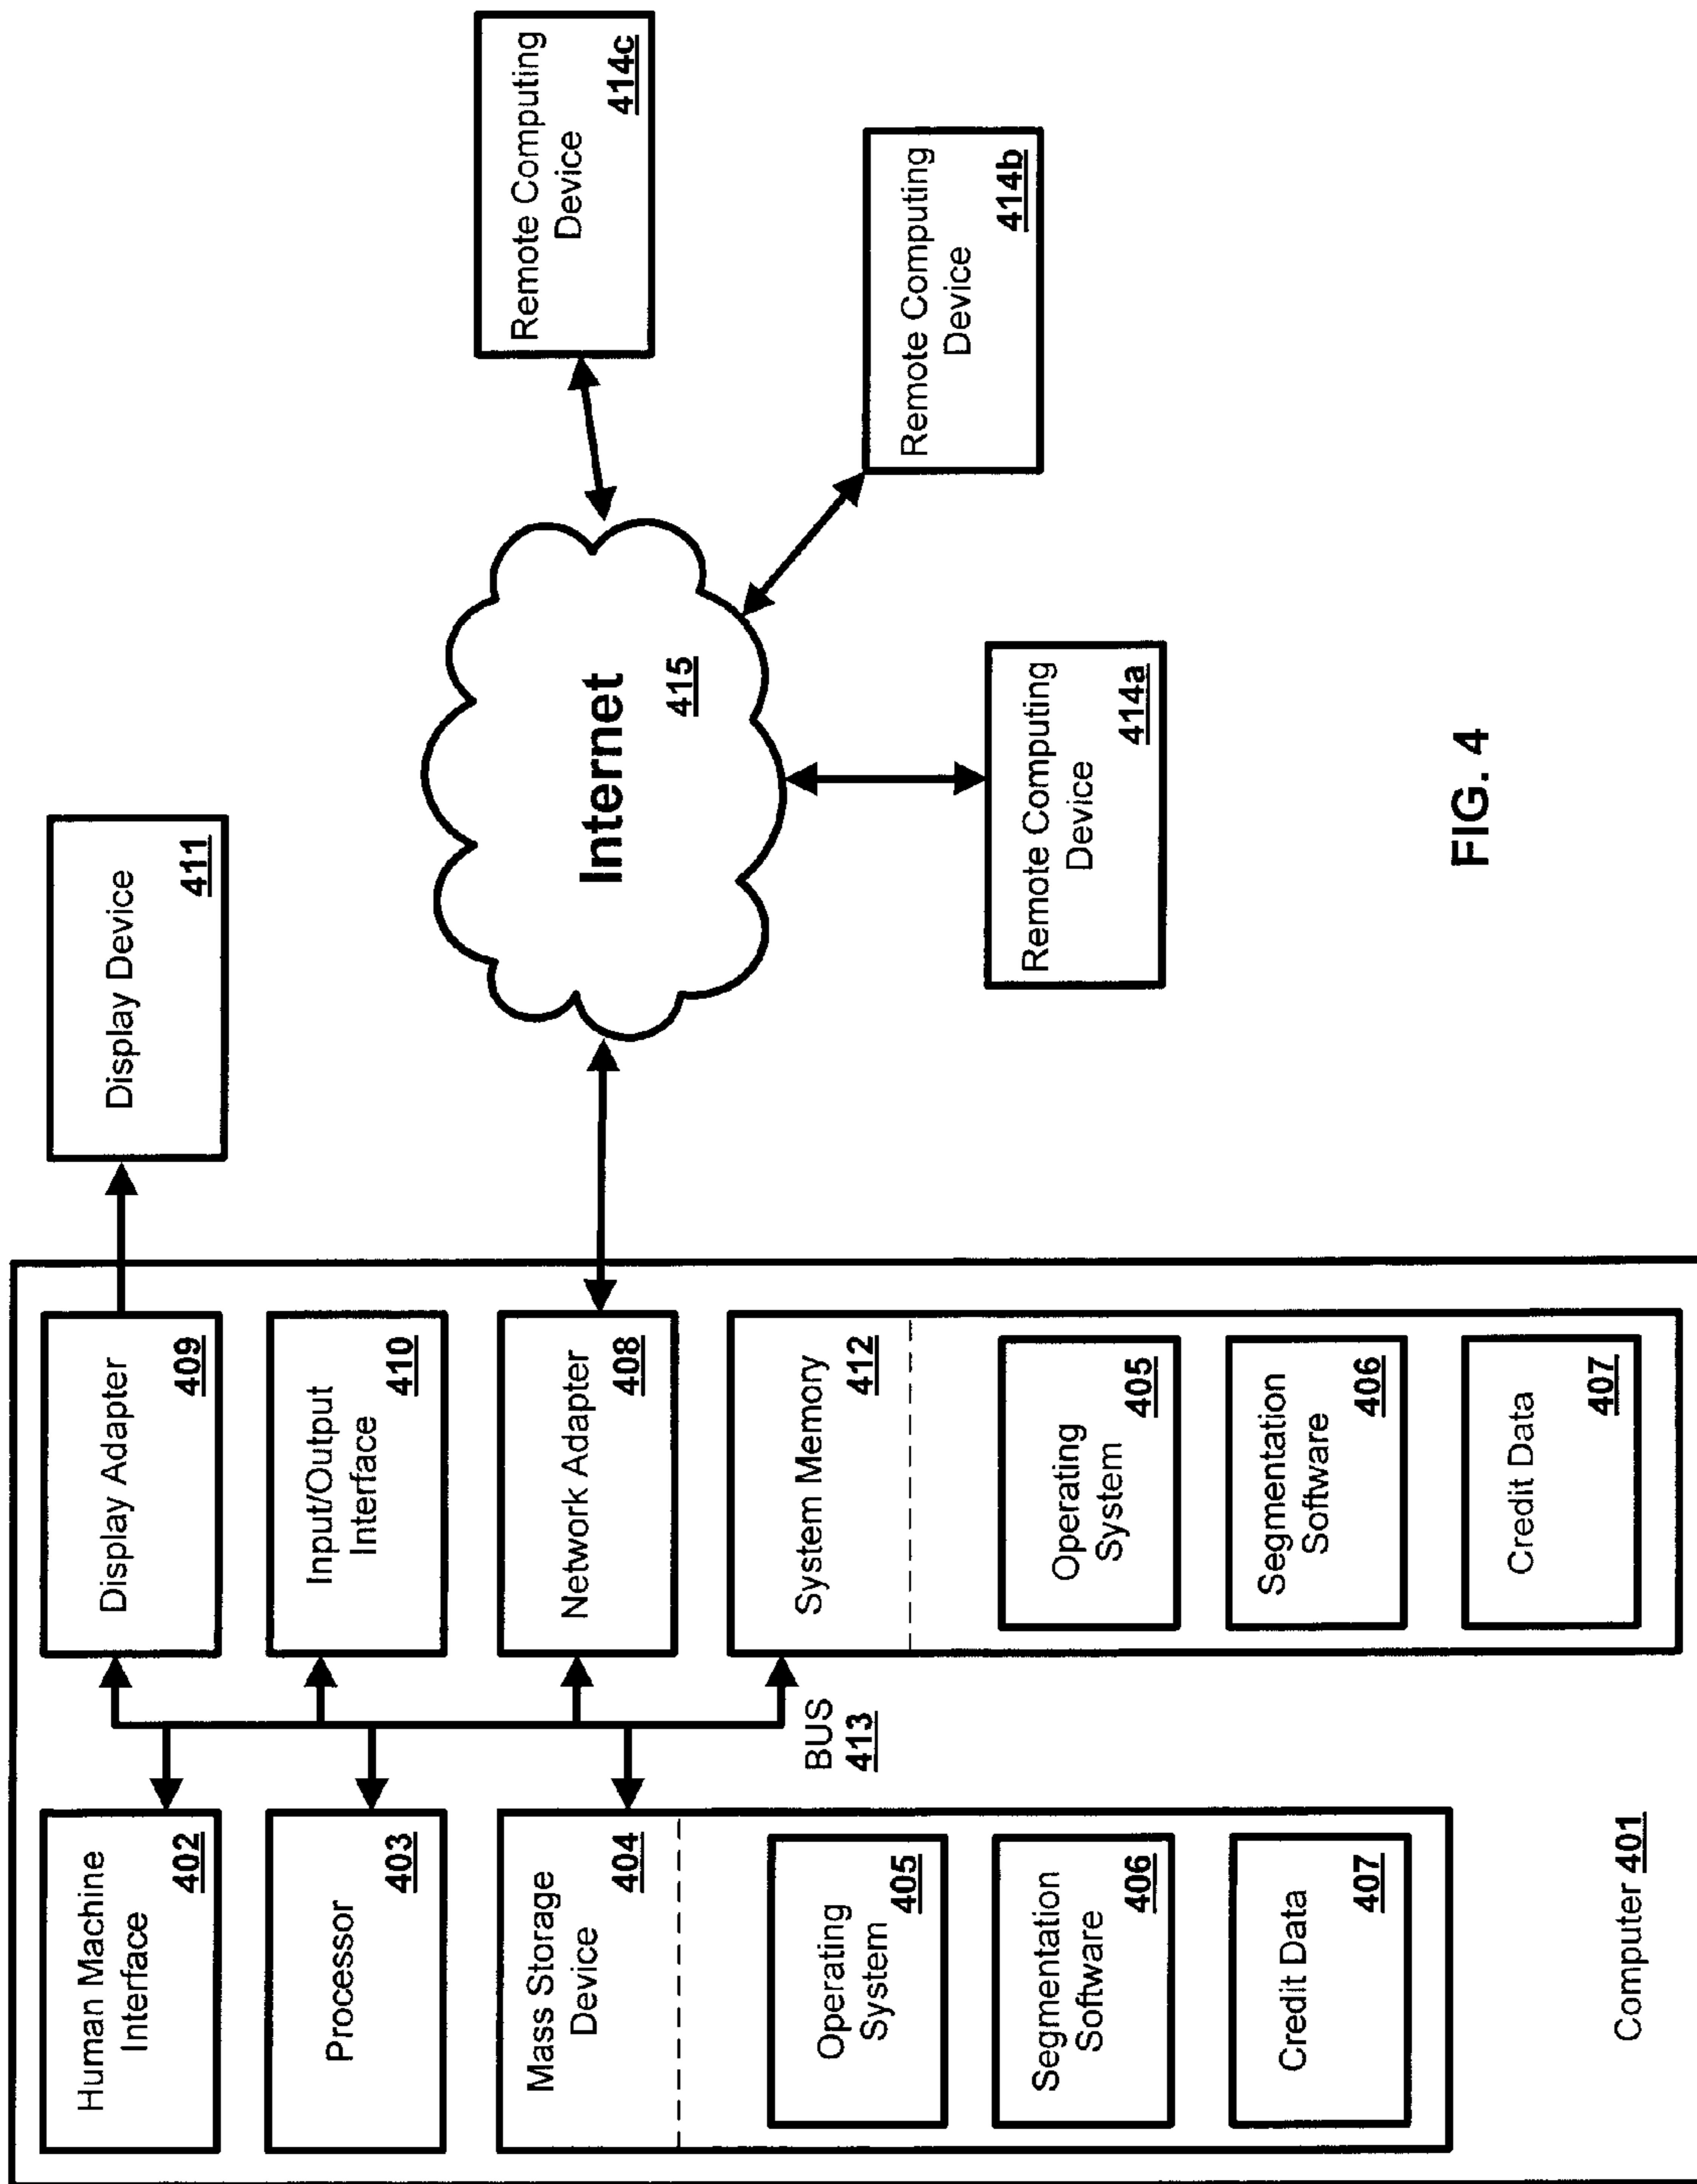 Human Machine
Interface
402
Processor
403
Mass Storage
Device
404
Operating
System
405
Segmentation
Software
406
Credit Data
407
Computer 401
BUS
413
Display Adapter
409
Input/Output
Interface
410
Network Adapter
408
System Memory
412
Operating
System
405
Segmentation
Software
406
Credit Data
407
Display Device
411
Internet
415
Remote Computing
Device
414a
Remote Computing
Device
414b
Remote Computing
Device
414c
FIG. 4